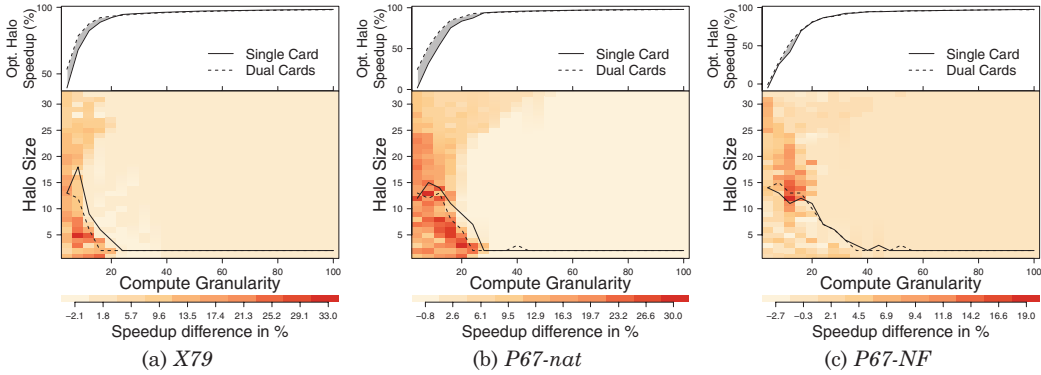 Opt. Halo
Speedup (%)
100
50
Single Card
Dual Cards
Halo Size
30
25
20
15
10
5
20 40 60 80 100
Compute Granularity
−2.1 1.8 5.7 9.6 13.5 17.4 21.3 25.2 29.1 33.0
Speedup difference in %
(a) X79
Opt. Halo
Speedup (%)
100
50
0
Single Card
Dual Cards
Halo Size
30
25
20
15
10
5
20 40 60 80 100
Compute Granularity
−0.8 2.6 6.1 9.5 12.9 16.3 19.7 23.2 26.6 30.0
Speedup difference in %
(b) P67-nat
Opt. Halo
Speedup (%)
100
50
0
Single Card
Dual Cards
Halo Size
30
25
20
15
10
5
20 40 60 80 100
Compute Granularity
−2.7 −0.3 2.1 4.5 6.9 9.4 11.8 14.2 16.6 19.0
Speedup difference in %
(c) P67-NF